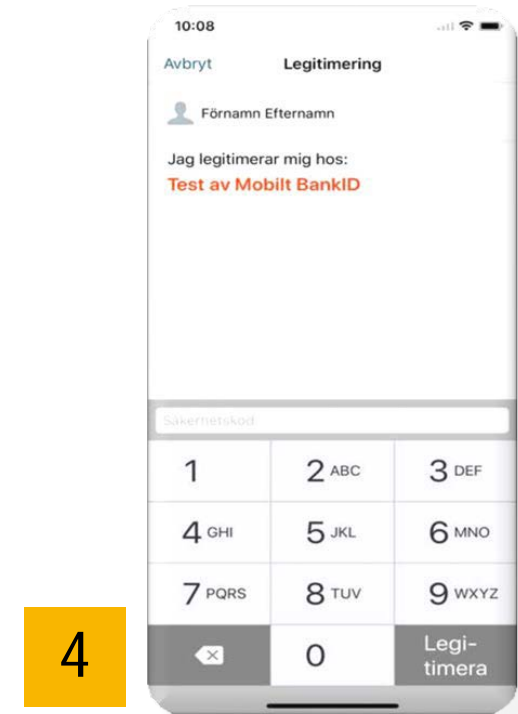 10:08
Avbryt Legitimering
Förnamn Efternamn
Jag legitimerar mig hos:
Test av Mobilt BankID
Säkerhetskod
1 2 ABC 3 DEF
4 GHI 5 JKL 6 MNO
7 PQRS 8 TUV 9 WXYZ
0 Legi-
timera
4